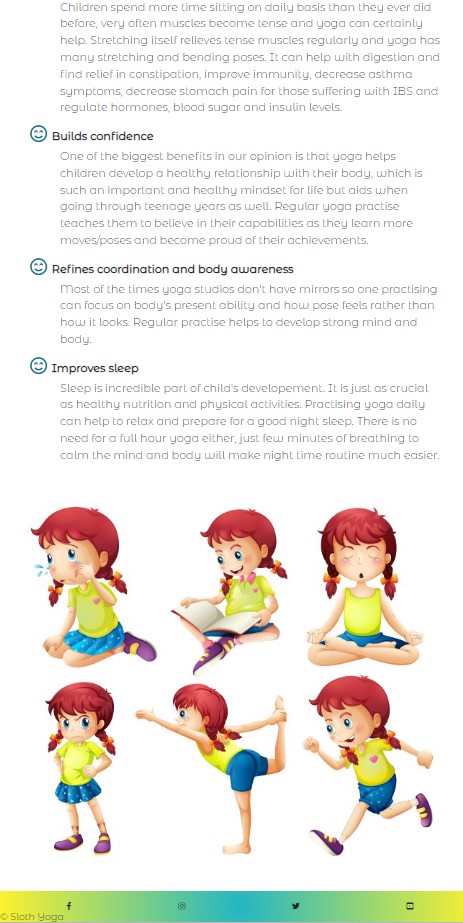 Children spend more time sitting on daily basis than they ever did
before, very often muscles become tense and yoga can certainly
help. Stretching itself relieves tense muscles regularly and yoga has
many stretching and bending poses. It can help with digestion and
find relief in constipation, improve immunity, decrease asthma
symptoms, decrease stomach pain for those suffering with IBS and
regulate hormones, blood sugar and insulin levels.
Builds confidence
One of the biggest benefits in our opinion is that yoga helps
children develop a healthy relationship with their body, which is
such an important and healthy mindset for life but aids when
going through teenage years as well. Regular yoga practise
teaches them to believe in their capabilities as they learn more
moves/poses and become proud of their achievements.
Refines coordination and body awareness
Most of the times yoga studios don't have mirrors so one practising
can focus on body's present ability and how pose feels rather than
how it looks. Regular practise helps to develop strong mind and
body.
Improves sleep
Sleep is incredible part of child's developement. It is just as crucial
as healthy nutrition and physical activities. Practising yoga daily
can help to relax and prepare for a good night sleep. There is no
need for a full hour yoga either, just few minutes of breathing to
calm the mind and body will make night time routine much easier.
© Sloth Yoga